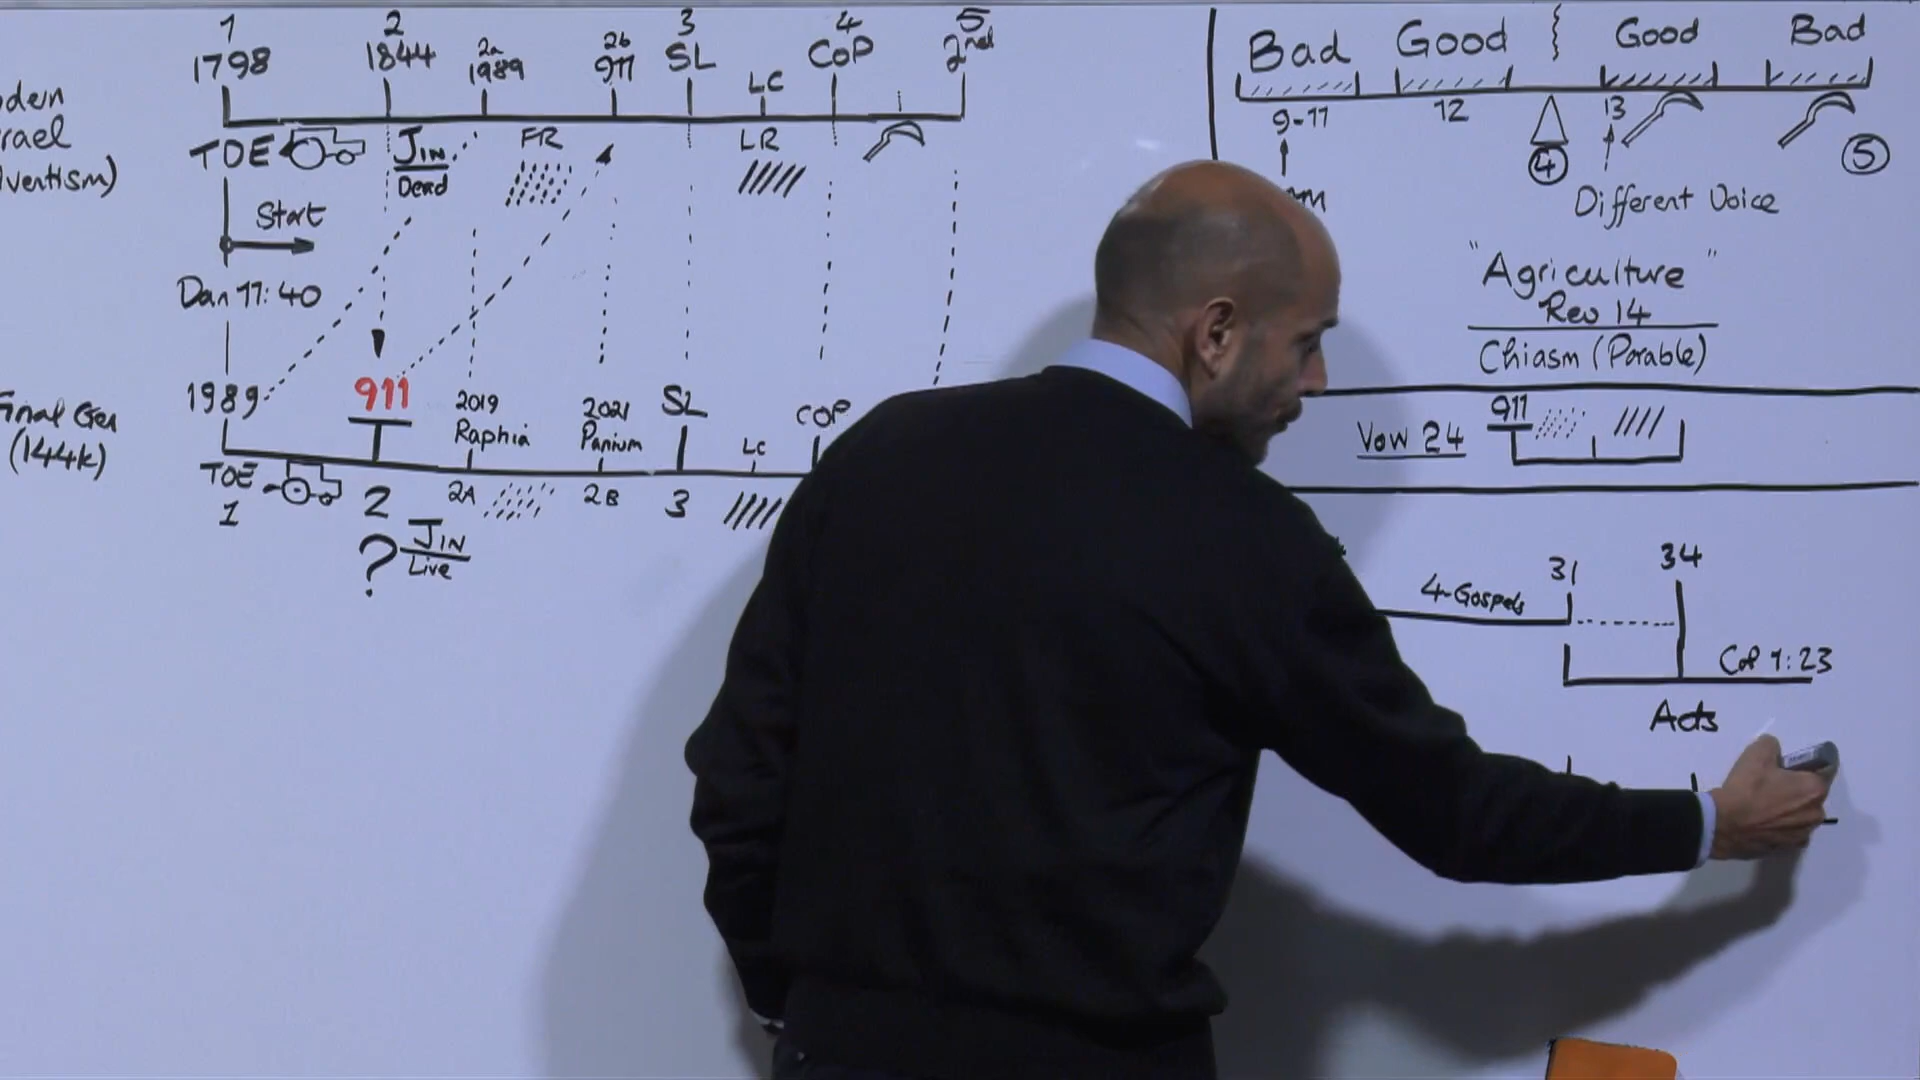 1 2 2a 2b 3 4 5
1798 1844 1989 911 SL LC CoP 2nd
TOE JIN FR LR
Dead
Start
Dan 11:40
(144k)
1989 911 2019 2021 SL LC COP
Raphia Panium
TOE
1 2 2A 2B 3
? JIN
Live
Bad Good Good Bad
9-11 12 13
4 5
Different Voice
"Agriculture"
Rev 14
Chiasm (Parable)
Vow 24 911
31 34
4-Gospels
Col 1:23
Acts